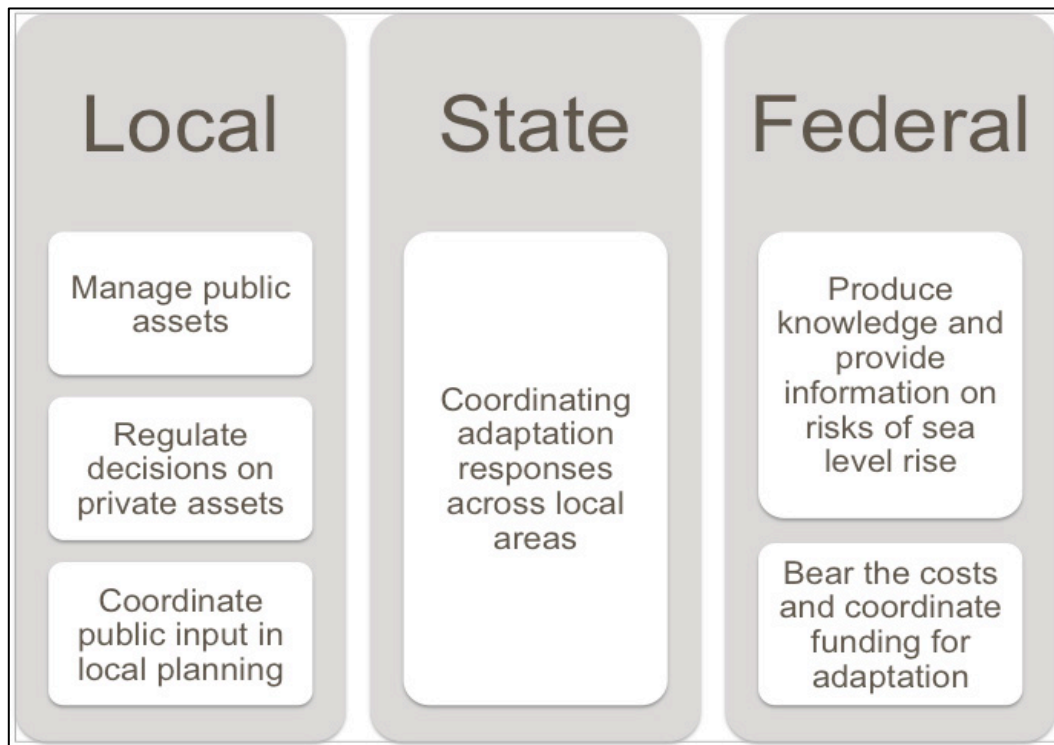 Local
Manage public
assets
Regulate
decisions on
private assets
Coordinate
public input in
local planning
State
Coordinating
adaptation
responses
across local
areas
Federal
Produce
knowledge and
provide
information on
risks of sea
level rise
Bear the costs
and coordinate
funding for
adaptation